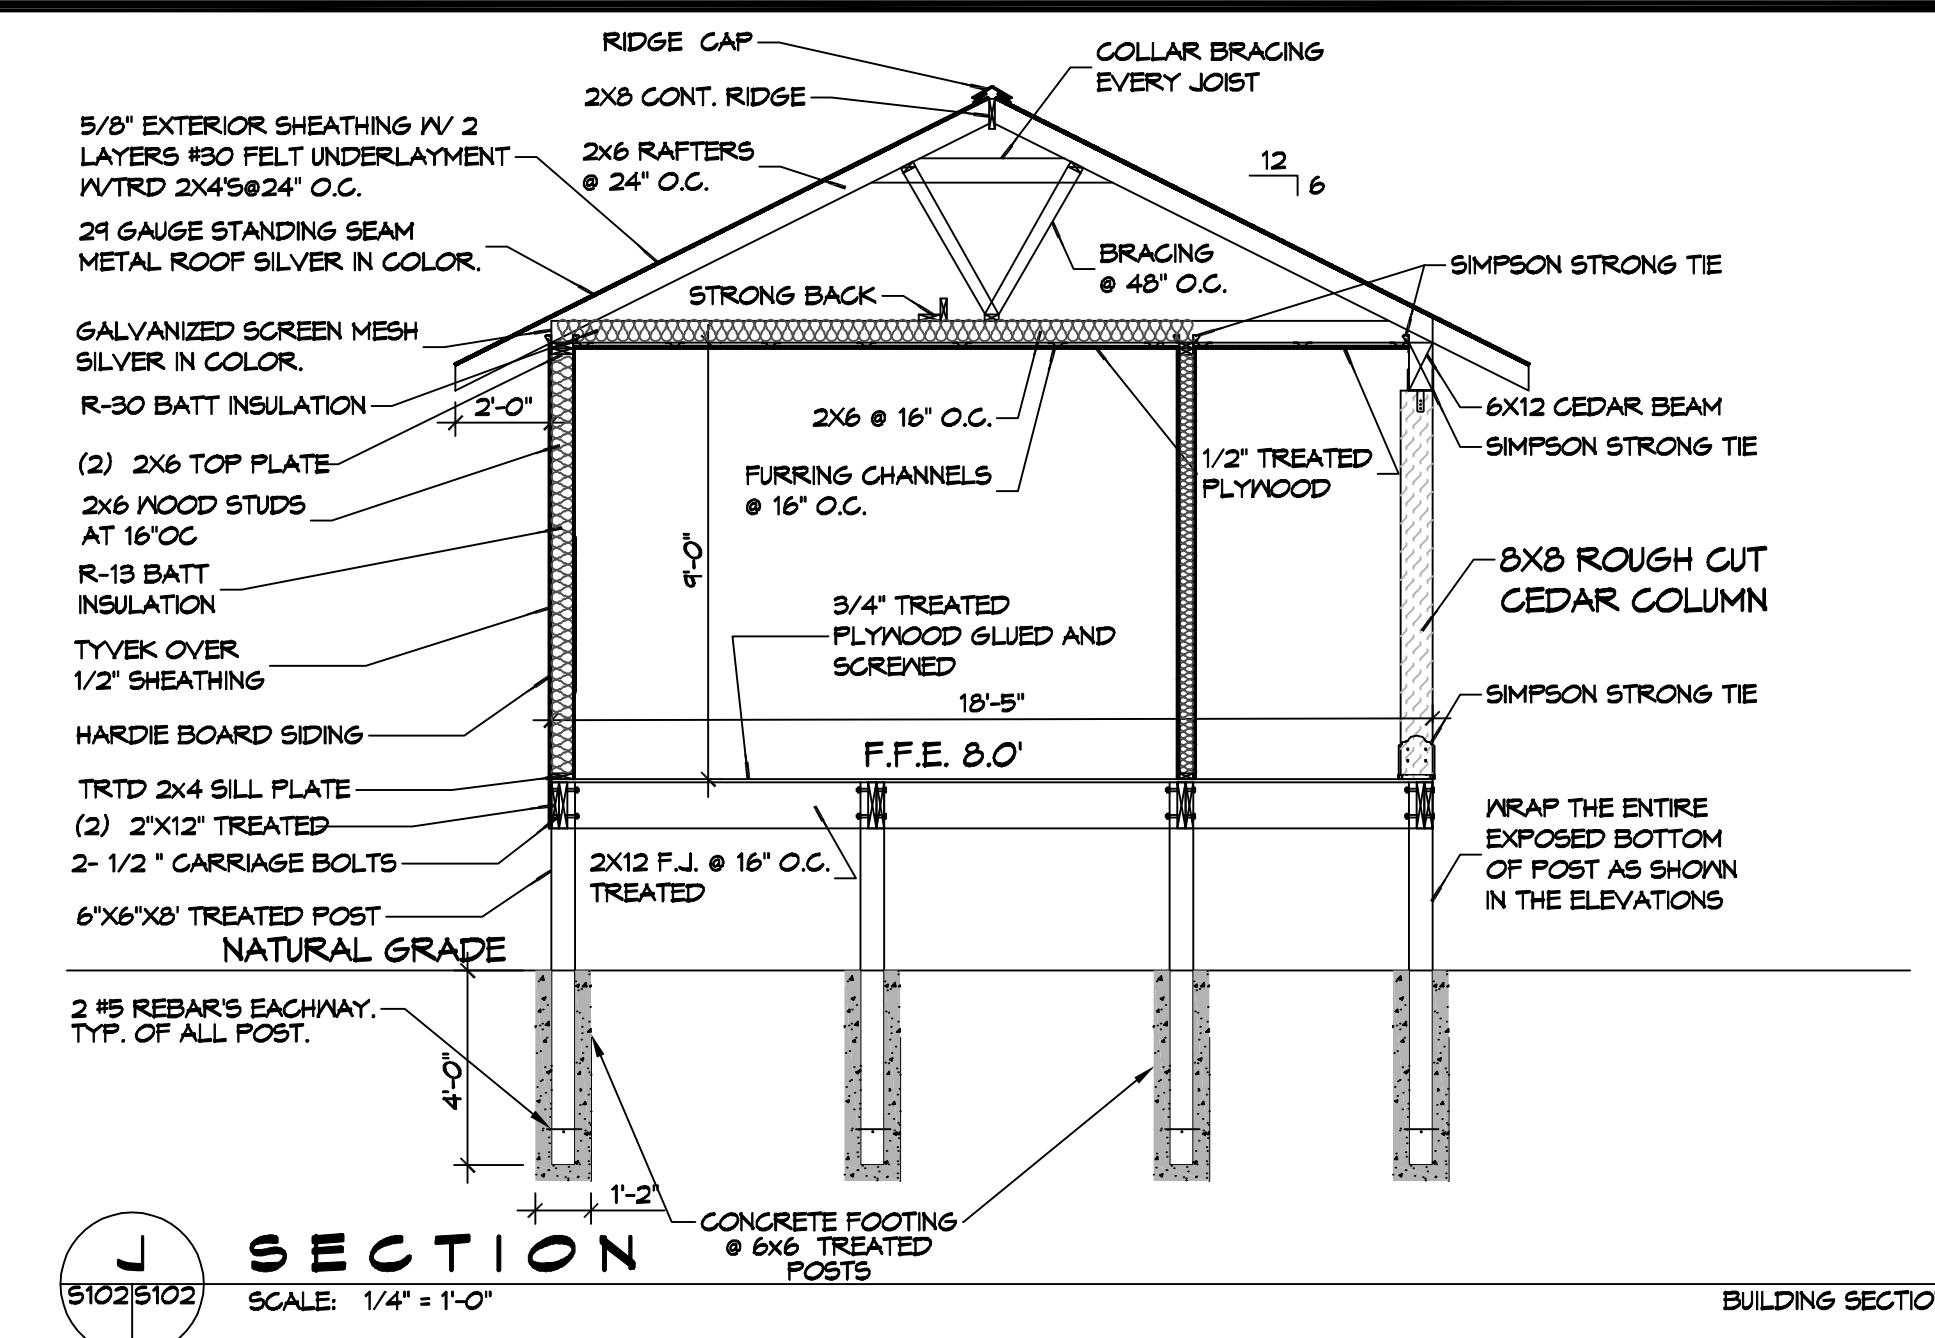 RIDGE CAP
COLLAR BRACING
EVERY JOIST
2X8 CONT. RIDGE
5/8" EXTERIOR SHEATHING W/ 2
LAYERS #30 FELT UNDERLAYMENT
W/TRD 2X4'S@24" O.C.
2X6 RAFTERS
@ 24" O.C.
12
6
29 GAUGE STANDING SEAM
METAL ROOF SILVER IN COLOR.
BRACING
@ 48" O.C.
SIMPSON STRONG TIE
STRONG BACK
GALVANIZED SCREEN MESH
SILVER IN COLOR.
R-30 BATT INSULATION
2'-0"
2X6 @ 16" O.C.
6X12 CEDAR BEAM
SIMPSON STRONG TIE
(2) 2X6 TOP PLATE
FURRING CHANNELS
@ 16" O.C.
1/2" TREATED
PLYWOOD
2x6 WOOD STUDS
AT 16"OC
9'-0"
8X8 ROUGH CUT
CEDAR COLUMN
R-13 BATT
INSULATION
3/4" TREATED
PLYWOOD GLUED AND
SCREWED
TYVEK OVER
1/2" SHEATHING
18'-5"
SIMPSON STRONG TIE
HARDIE BOARD SIDING
F.F.E. 8.0'
TRTD 2x4 SILL PLATE
(2) 2"X12" TREATED
2- 1/2 " CARRIAGE BOLTS
2X12 F.J. @ 16" O.C.
TREATED
WRAP THE ENTIRE
EXPOSED BOTTOM
OF POST AS SHOWN
IN THE ELEVATIONS
6"X6"X8' TREATED POST
NATURAL GRADE
2 #5 REBAR'S EACHWAY.
TYP. OF ALL POST.
4'-0"
1'-2"
CONCRETE FOOTING
@ 6x6 TREATED
POSTS
J
S102 S102
SECTION
SCALE: 1/4" = 1'-0"
BUILDING SECTIO